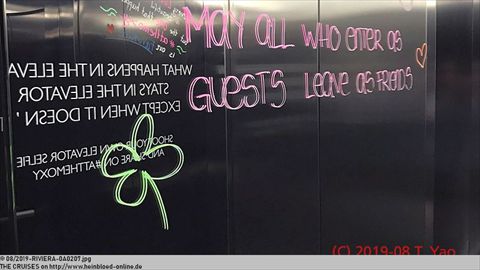 MAY ALL WHO ENTER AS
GUESTS LEAVE AS FRIENDS
WHAT HAPPENS IN THE ELEVA
STAYS IN THE ELEVATOR
EXCEPT WHEN IT DOESN'
SHOOT YOUR OWN ELEVATOR SELFIE
AND SHARE ON #ATTHEMOXY
(C) 2019-08 T. Yao
© 08/2019-RIVIERA-0A0207.jpg
THE CRUISES on http://www.heinbloed-online.de